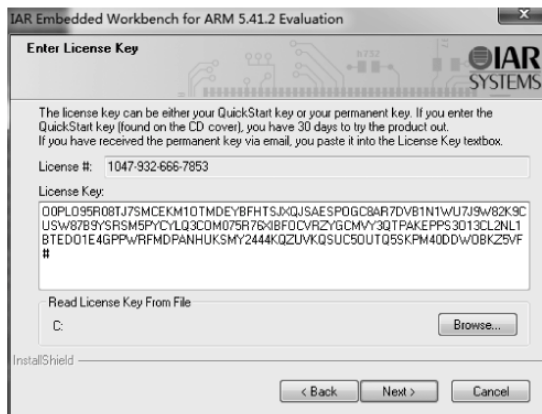 IAR Embedded Workbench for ARM 5.41.2 Evaluation
Enter License Key
N752
IAR
SYSTEMS
The license key can be either your QuickStart key or your permanent key. If you enter the
QuickStart key (found on the CD cover), you have 30 days to try the product out.
If you have received the permanent key via email, you paste it into the License Key textbox.
License #: 1047-932-666-7853
License Key:
#
Read License Key From File
C:
Browse...
InstallShield
< Back
Next >
Cancel